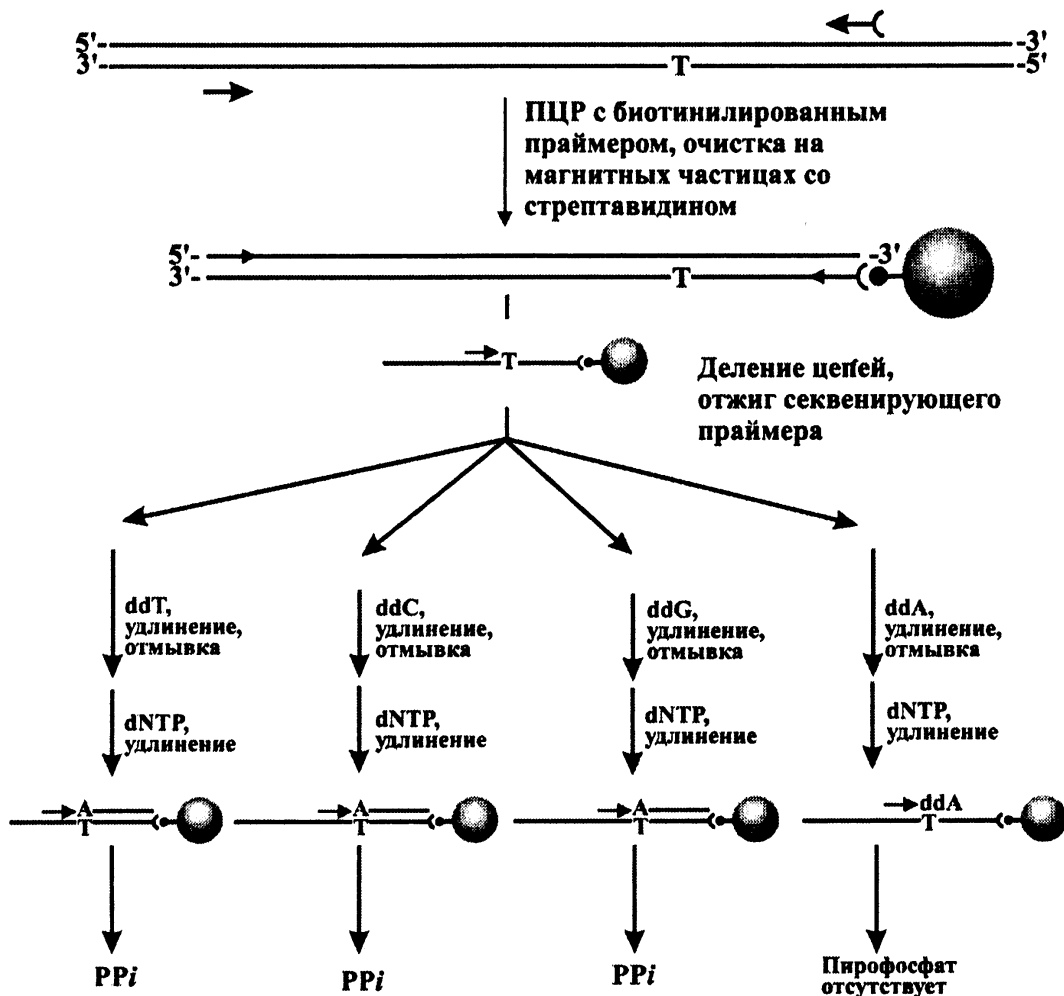 5'- -3'
3'- T -5'
ПЦР с биотинилированным
праймером, очистка на
магнитных частицах со
стрептавидином
5'- -3'
3'- T
T
Деление цепей,
отжиг секвенирующего
праймера
ddT,
удлинение,
отмывка
ddC,
удлинение,
отмывка
ddG,
удлинение,
отмывка
ddA,
удлинение,
отмывка
dNTP,
удлинение
dNTP,
удлинение
dNTP,
удлинение
dNTP,
удлинение
A
T
A
T
A
T
ddA
T
PPi
PPi
PPi
Пирофосфат
отсутствует